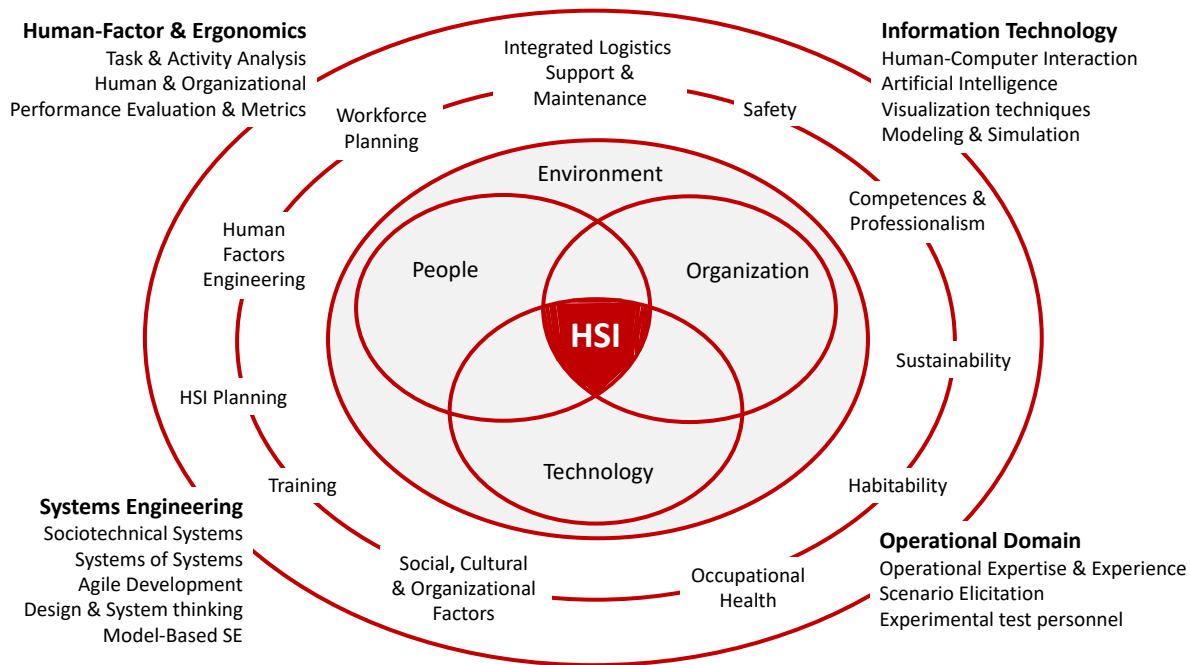 Human-Factor & Ergonomics
Task & Activity Analysis
Human & Organizational
Performance Evaluation & Metrics
Information Technology
Human-Computer Interaction
Artificial Intelligence
Visualization techniques
Modeling & Simulation
Integrated Logistics
Support &
Maintenance
Workforce
Planning
Safety
Competences &
Professionalism
Human
Factors
Engineering
Environment
People
Organization
HSI
Technology
Sustainability
HSI Planning
Training
Habitability
Social, Cultural
& Organizational
Factors
Occupational
Health
Systems Engineering
Sociotechnical Systems
Systems of Systems
Agile Development
Design & System thinking
Model-Based SE
Operational Domain
Operational Expertise & Experience
Scenario Elicitation
Experimental test personnel